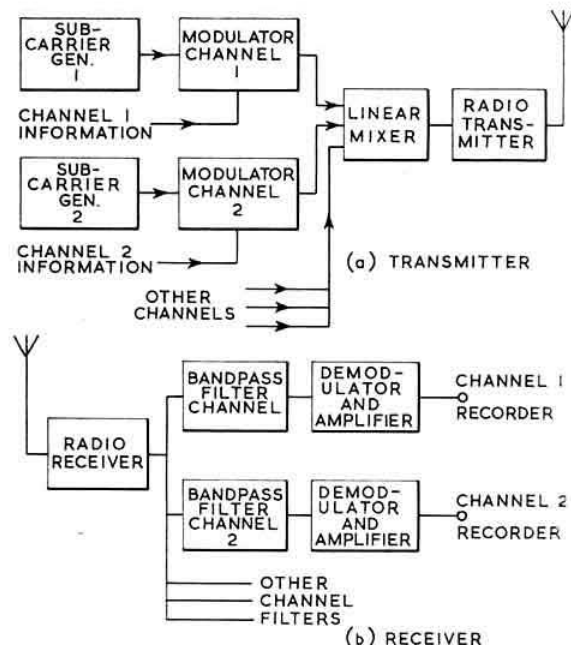 SUB-
CARRIER
GEN.
1
MODULATOR
CHANNEL
1
CHANNEL 1
INFORMATION
SUB-
CARRIER
GEN.
2
MODULATOR
CHANNEL
2
CHANNEL 2
INFORMATION
LINEAR
MIXER
RADIO
TRANS-
MITTER
(a) TRANSMITTER
OTHER
CHANNELS
RADIO
RECEIVER
BANDPASS
FILTER
CHANNEL
DEMOD-
ULATOR
AND
AMPLIFIER
CHANNEL 1
RECORDER
BANDPASS
FILTER
CHANNEL
2
DEMOD-
ULATOR
AND
AMPLIFIER
CHANNEL 2
RECORDER
OTHER
CHANNEL
FILTERS
(b) RECEIVER